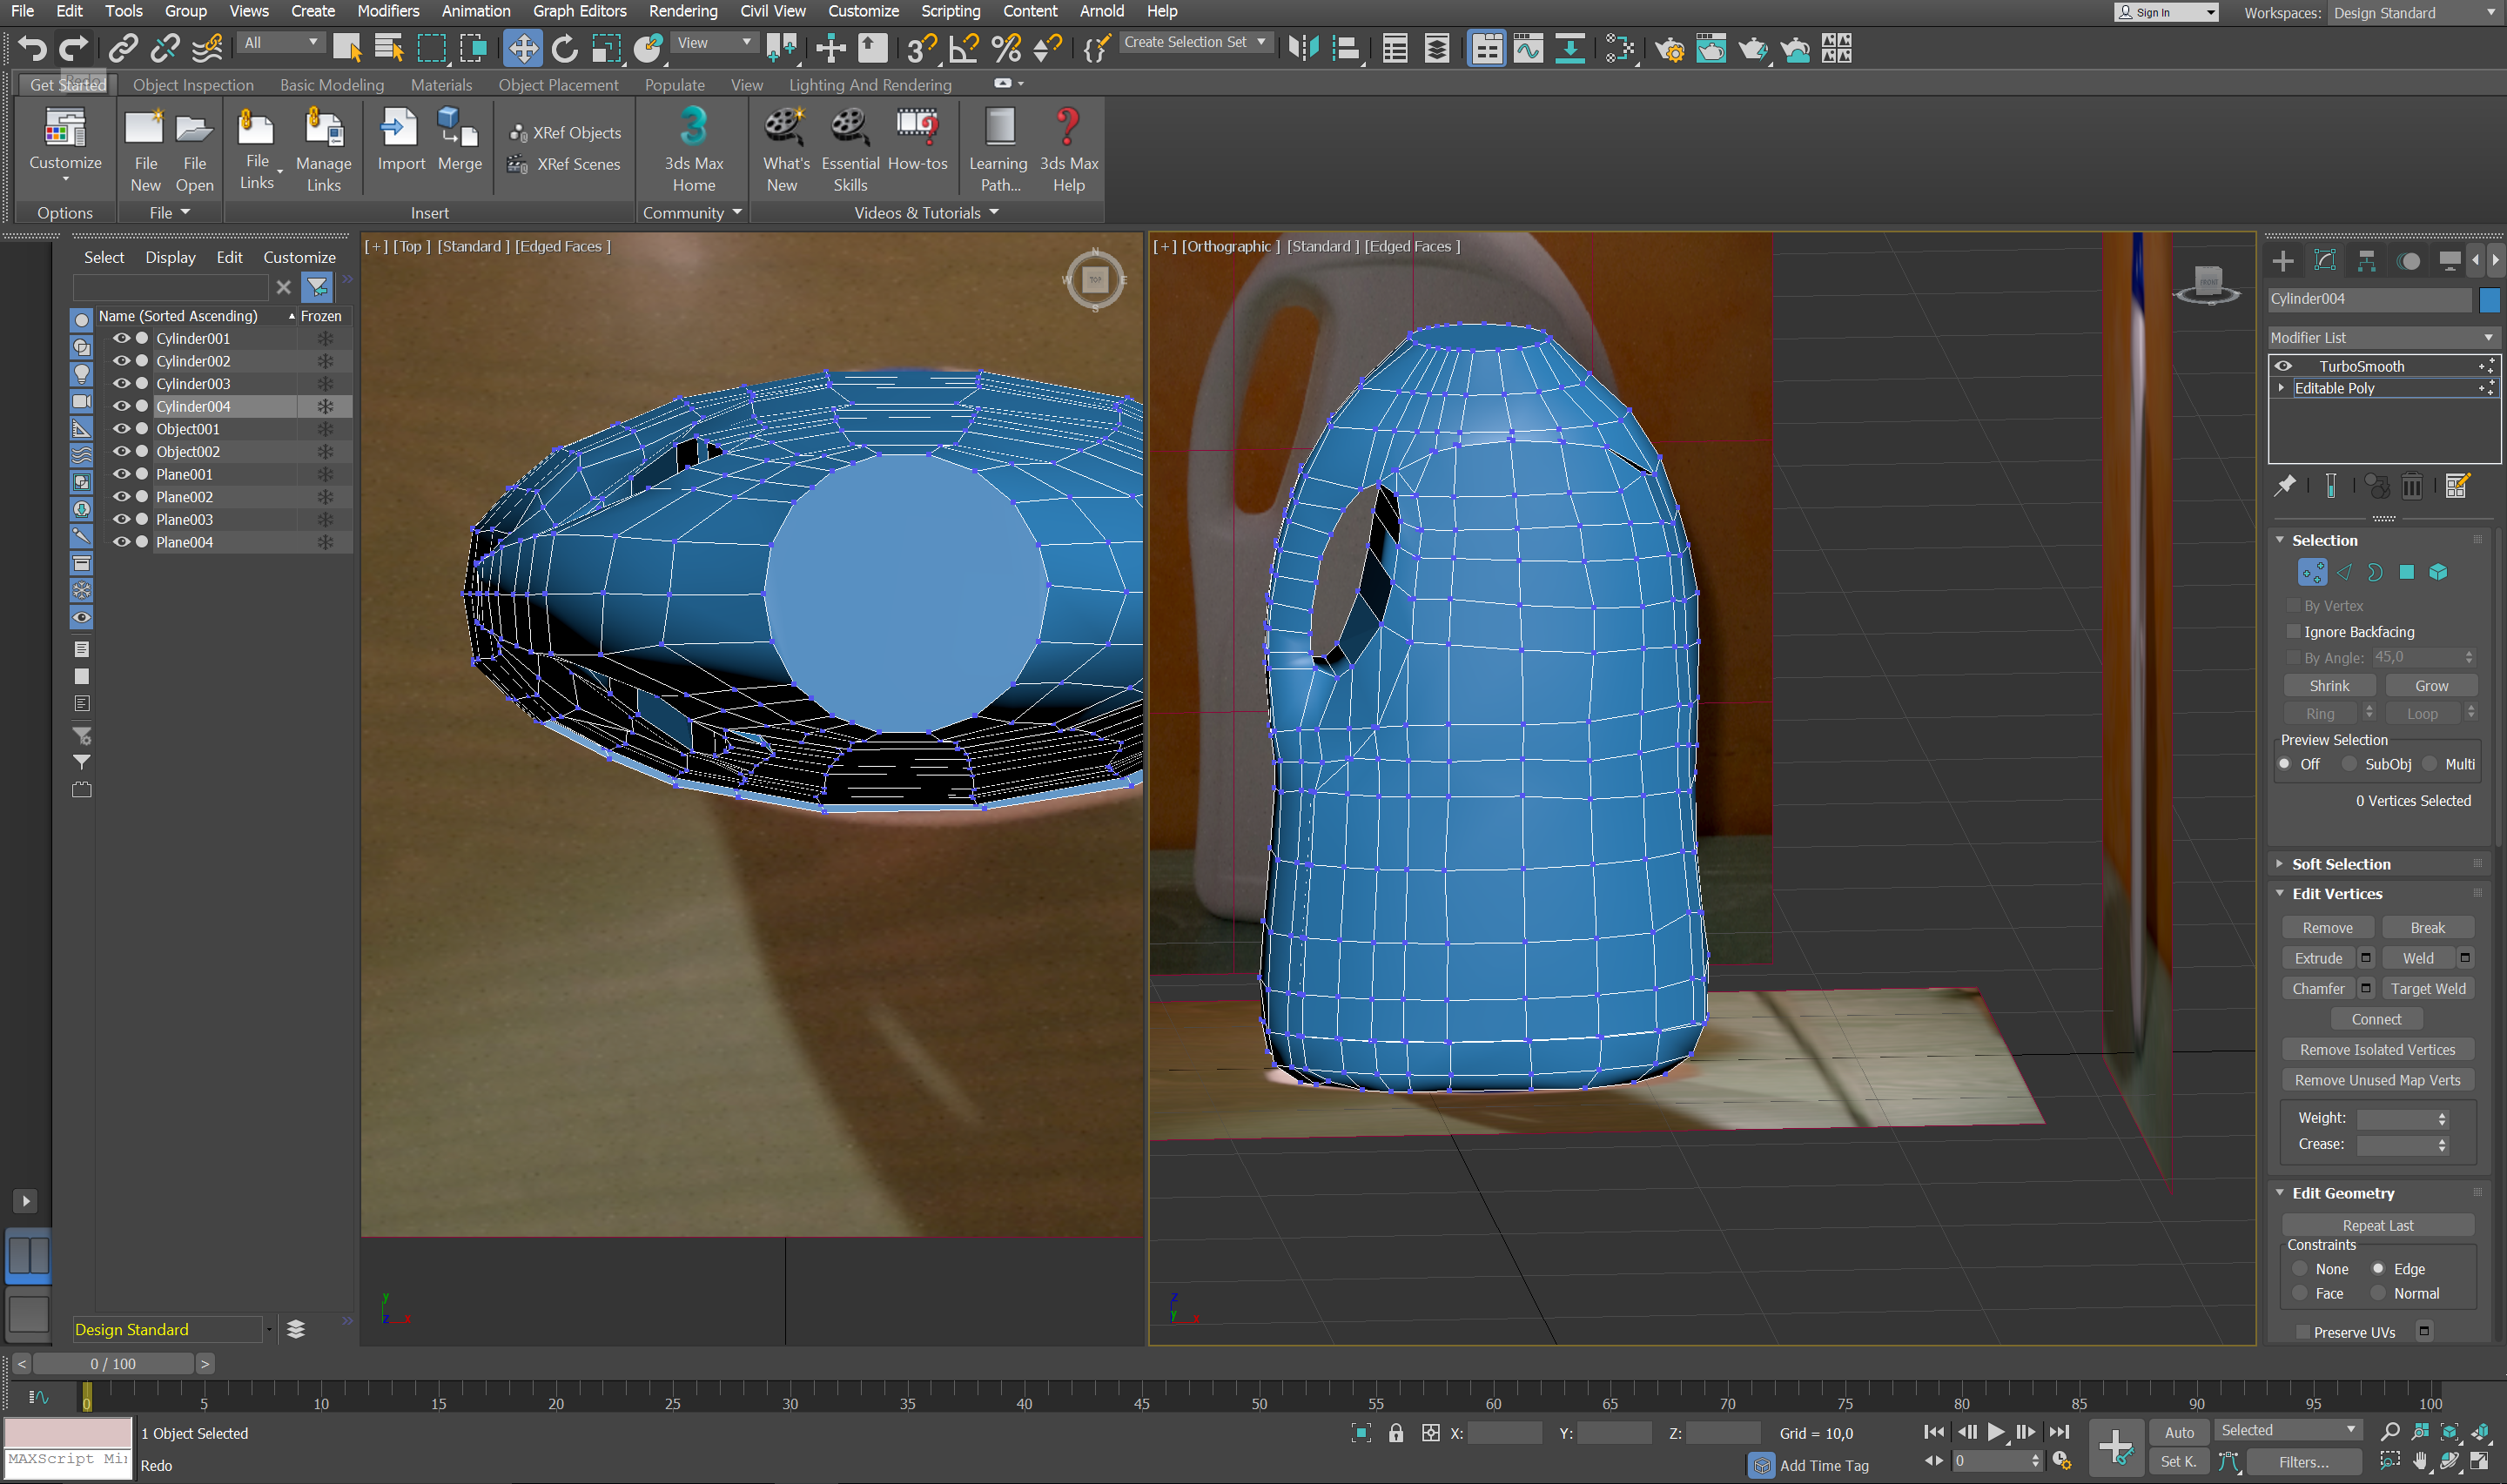 File Edit Tools Group Views Create Modifiers Animation Graph Editors Rendering Civil View Customize Scripting Content Arnold Help
Sign In Workspaces: Design Standard
All View Create Selection Set
Get Started Object Inspection Basic Modeling Materials Object Placement Populate View Lighting And Rendering
Redo
Customize
File New
File Open
File Links
Manage Links
Import
Merge
XRef Objects
XRef Scenes
3ds Max Home
What's New
Essential Skills
How-tos
Learning Path...
3ds Max Help
Options File Insert Community Videos & Tutorials
Select Display Edit Customize
Name (Sorted Ascending) Frozen
Cylinder001
Cylinder002
Cylinder003
Cylinder004
Object001
Object002
Plane001
Plane002
Plane003
Plane004
Design Standard
[+] [Top ] [Standard ] [Edged Faces ]
N
W E
S
TOP
y
z x
[+] [Orthographic ] [Standard ] [Edged Faces ]
FRONT
z
y x
Cylinder004
Modifier List
TurboSmooth
Editable Poly
Selection
By Vertex
Ignore Backfacing
By Angle: 45,0
Shrink Grow
Ring Loop
Preview Selection
Off SubObj Multi
0 Vertices Selected
Soft Selection
Edit Vertices
Remove Break
Extrude Weld
Chamfer Target Weld
Connect
Remove Isolated Vertices
Remove Unused Map Verts
Weight:
Crease:
Edit Geometry
Repeat Last
Constraints
None Edge
Face Normal
Preserve UVs
< 0 / 100 >
0 5 10 15 20 25 30 35 40 45 50 55 60 65 70 75 80 85 90 95 100
1 Object Selected
MAXScript Mi
Redo
X: Y: Z: Grid = 10,0
Add Time Tag
0
Auto Selected
Set K. Filters...